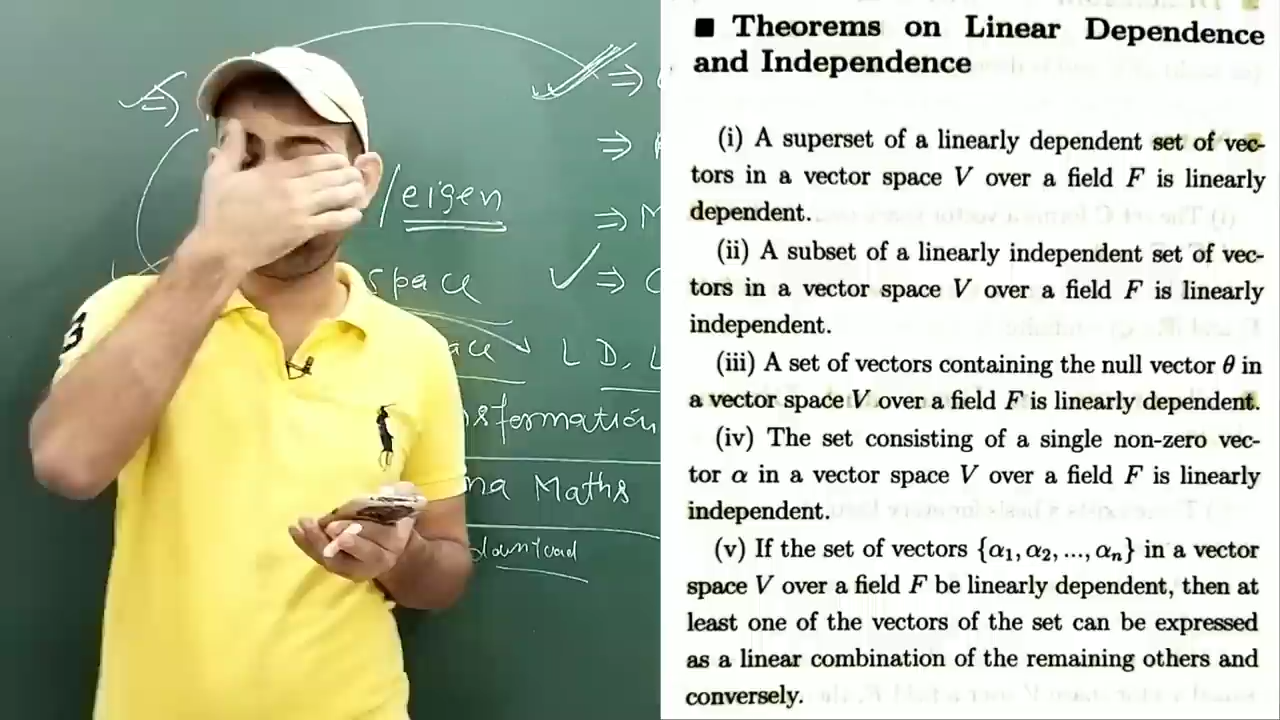 /eigen
space
L D, L
Maths
download
3
■ Theorems on Linear Dependence
and Independence
(i) A superset of a linearly dependent set of vec-
tors in a vector space V over a field F is linearly
dependent.
(ii) A subset of a linearly independent set of vec-
tors in a vector space V over a field F is linearly
independent.
(iii) A set of vectors containing the null vector θ in
a vector space V over a field F is linearly dependent.
(iv) The set consisting of a single non-zero vec-
tor α in a vector space V over a field F is linearly
independent.
(v) If the set of vectors {α₁, α₂, ..., αₙ} in a vector
space V over a field F be linearly dependent, then at
least one of the vectors of the set can be expressed
as a linear combination of the remaining others and
conversely.